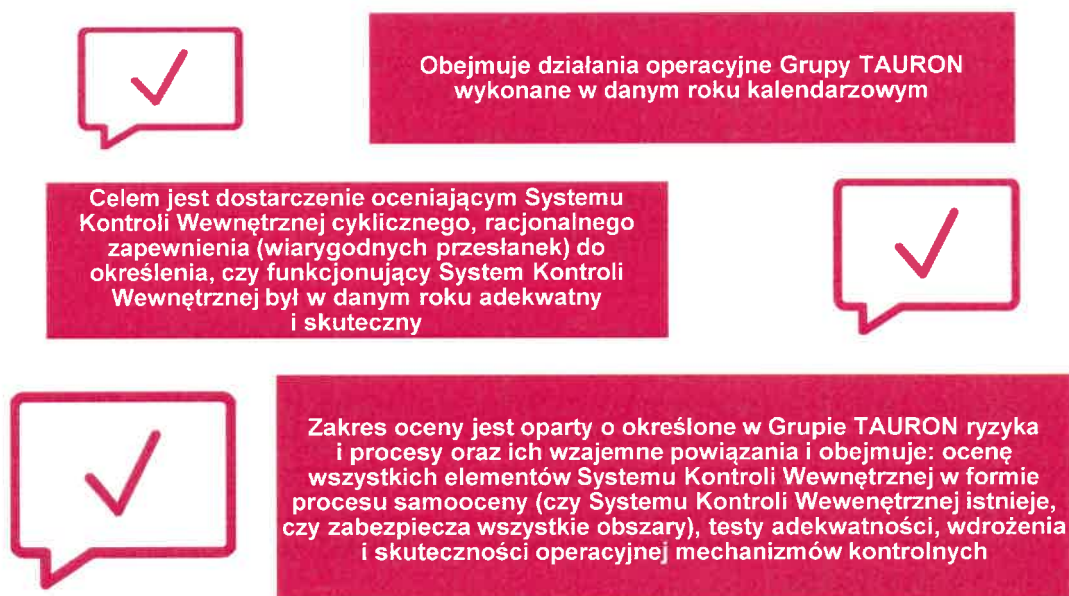 Obejmuje działania operacyjne Grupy TAURON
wykonane w danym roku kalendarzowym
Celem jest dostarczenie oceniającym Systemu
Kontroli Wewnętrznej cyklicznego, racjonalnego
zapewnienia (wiarygodnych przesłanek) do
określenia, czy funkcjonujący System Kontroli
Wewnętrznej był w danym roku adekwatny
i skuteczny
Zakres oceny jest oparty o określone w Grupie TAURON ryzyka
i procesy oraz ich wzajemne powiązania i obejmuje: ocenę
wszystkich elementów Systemu Kontroli Wewnętrznej w formie
procesu samooceny (czy Systemu Kontroli Wewenętrznej istnieje,
czy zabezpiecza wszystkie obszary), testy adekwatności, wdrożenia
i skuteczności operacyjnej mechanizmów kontrolnych